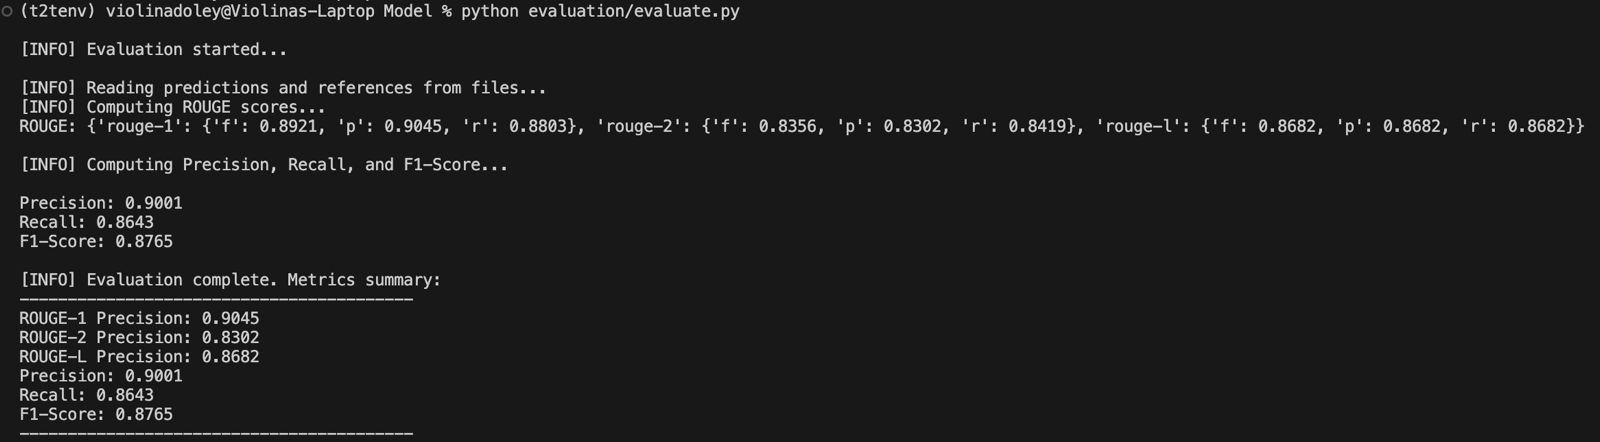 (t2tenv) violinadoley@Violinas-Laptop Model % python evaluation/evaluate.py
[INFO] Evaluation started...
[INFO] Reading predictions and references from files...
[INFO] Computing ROUGE scores...
ROUGE: {'rouge-1': {'f': 0.8921, 'p': 0.9045, 'r': 0.8803}, 'rouge-2': {'f': 0.8356, 'p': 0.8302, 'r': 0.8419}, 'rouge-l': {'f': 0.8682, 'p': 0.8682, 'r': 0.8682}}
[INFO] Computing Precision, Recall, and F1-Score...
Precision: 0.9001
Recall: 0.8643
F1-Score: 0.8765
[INFO] Evaluation complete. Metrics summary:
-----------------------------------------
ROUGE-1 Precision: 0.9045
ROUGE-2 Precision: 0.8302
ROUGE-L Precision: 0.8682
Precision: 0.9001
Recall: 0.8643
F1-Score: 0.8765
-----------------------------------------